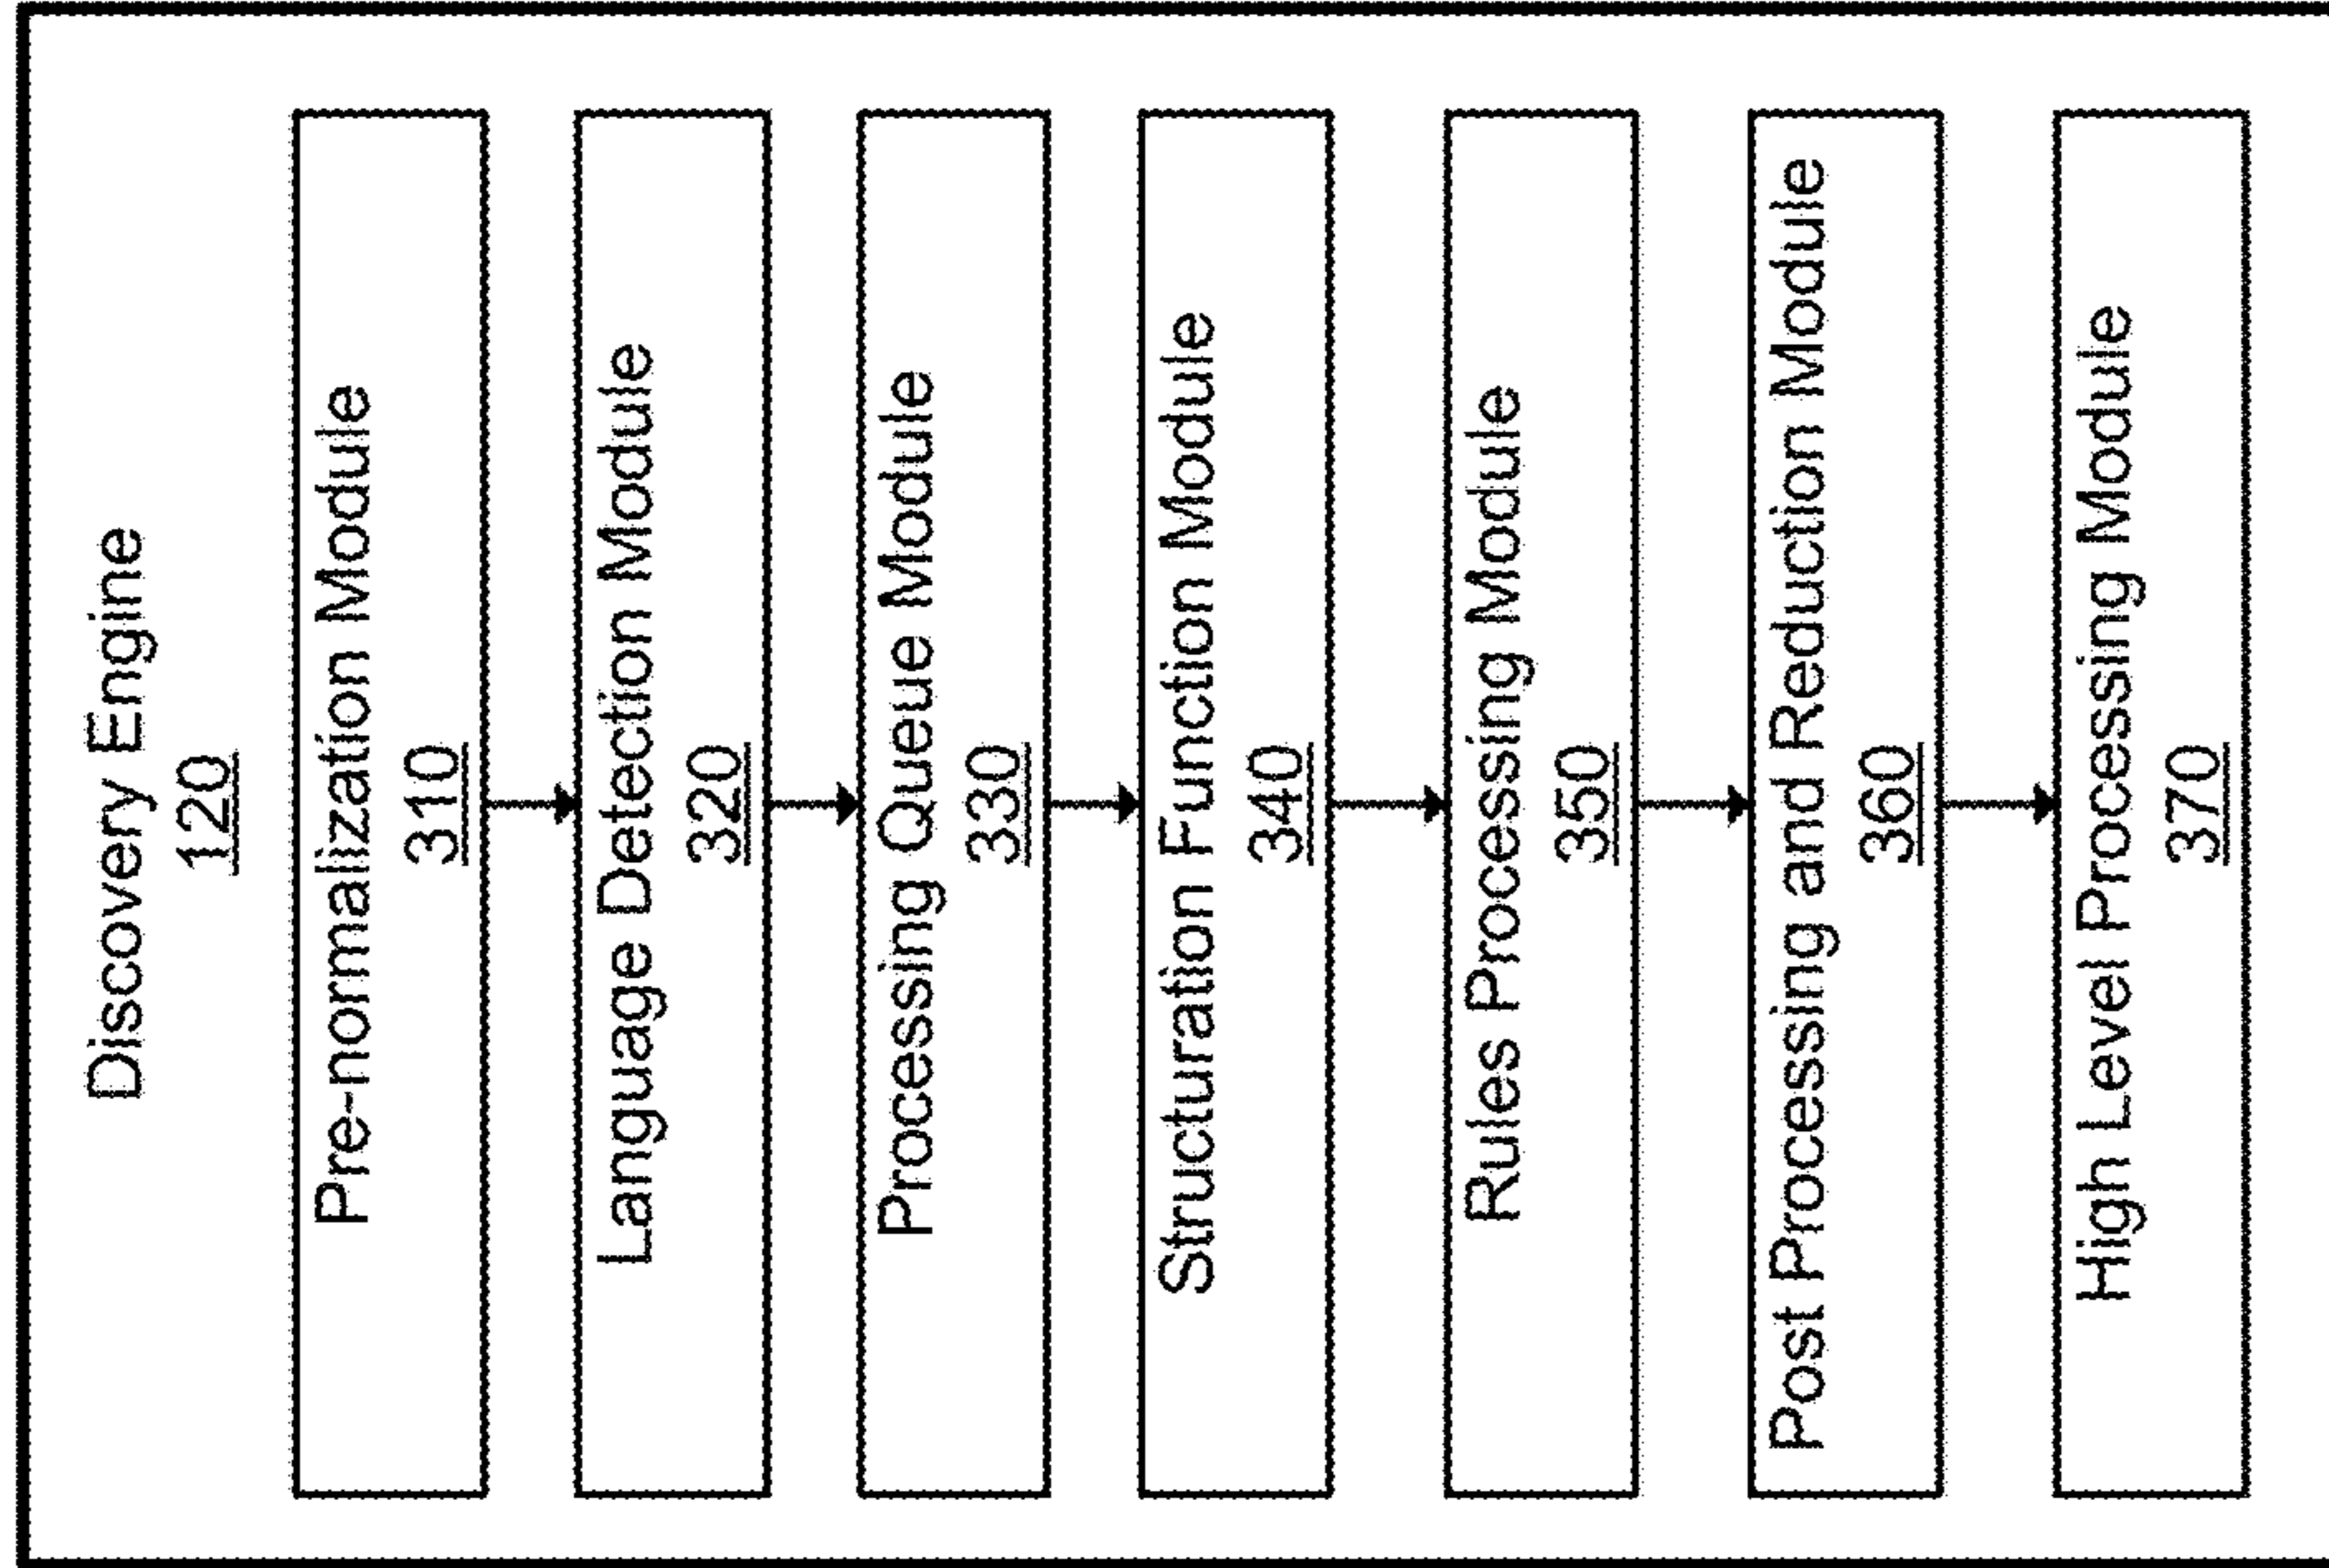 Discovery Engine
120
Pre-normalization Module
310
Language Detection Module
320
Processing Queue Module
330
Structuration Function Module
340
Rules Processing Module
350
Post Processing and Reduction Module
360
High Level Processing Module
370